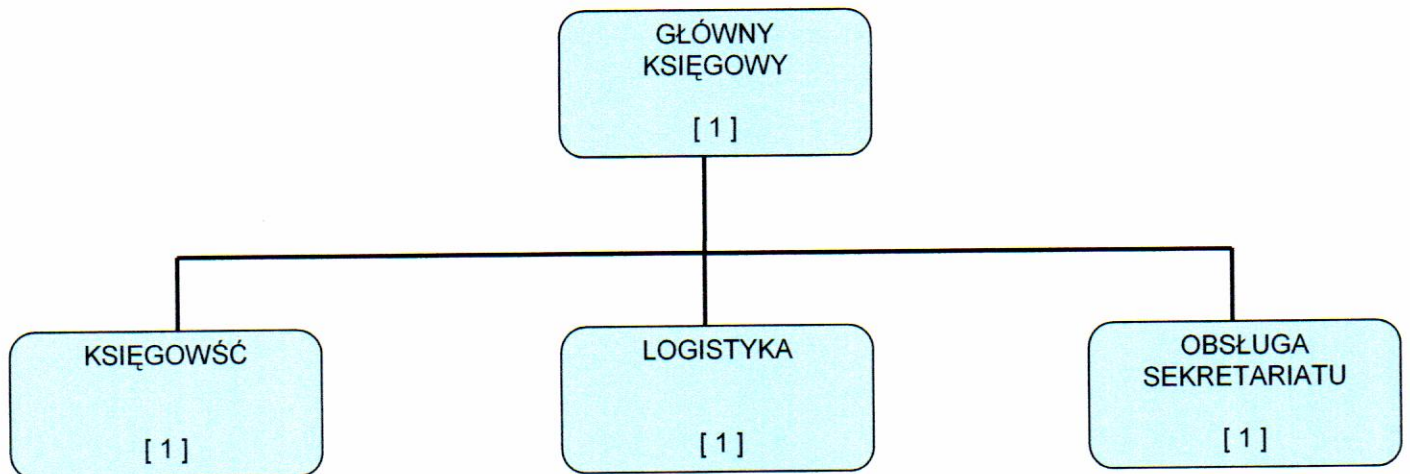 GŁÓWNY
KSIĘGOWY
[ 1 ]
KSIĘGOWŚĆ
[ 1 ]
LOGISTYKA
[ 1 ]
OBSŁUGA
SEKRETARIATU
[ 1 ]